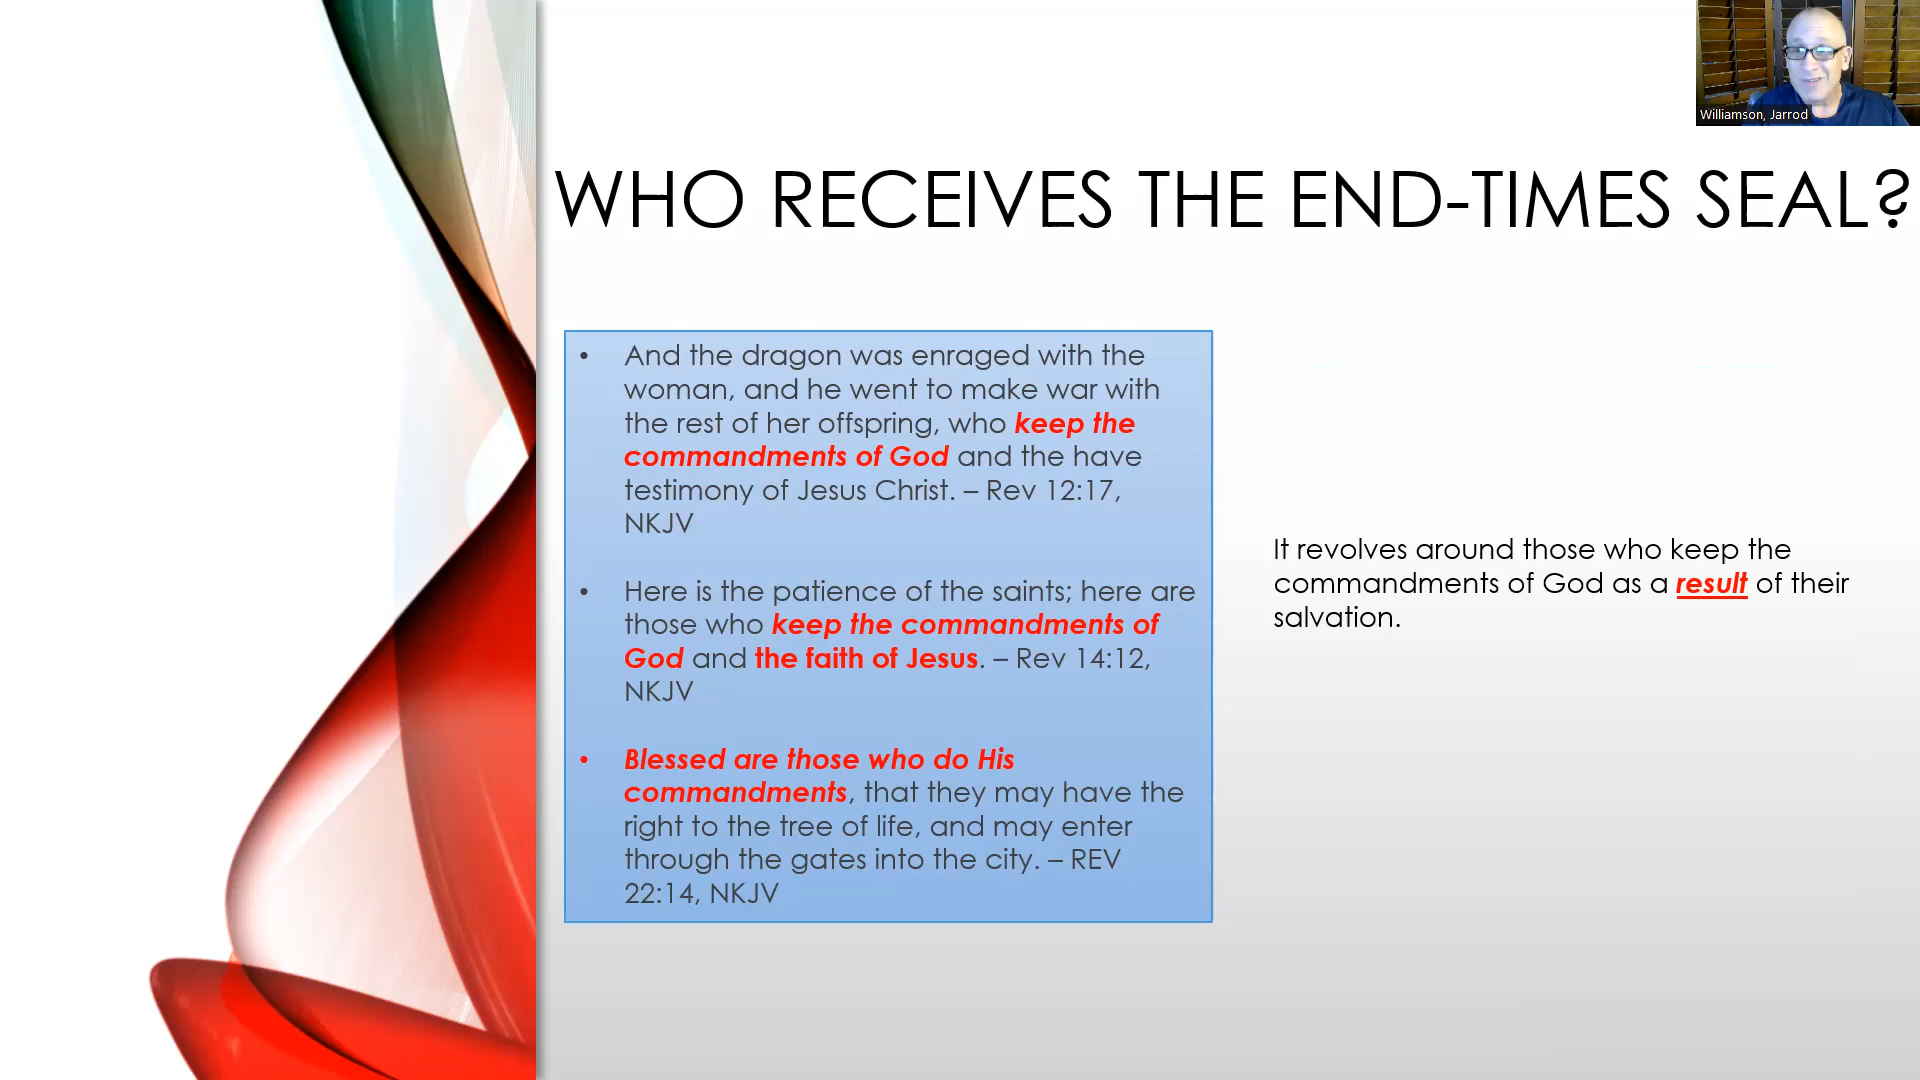 Williamson, Jarrod
WHO RECEIVES THE END-TIMES SEAL?
• And the dragon was enraged with the
woman, and he went to make war with
the rest of her offspring, who keep the
commandments of God and the have
testimony of Jesus Christ. – Rev 12:17,
NKJV
• Here is the patience of the saints; here are
those who keep the commandments of
God and the faith of Jesus. – Rev 14:12,
NKJV
• Blessed are those who do His
commandments, that they may have the
right to the tree of life, and may enter
through the gates into the city. – REV
22:14, NKJV
It revolves around those who keep the
commandments of God as a result of their
salvation.